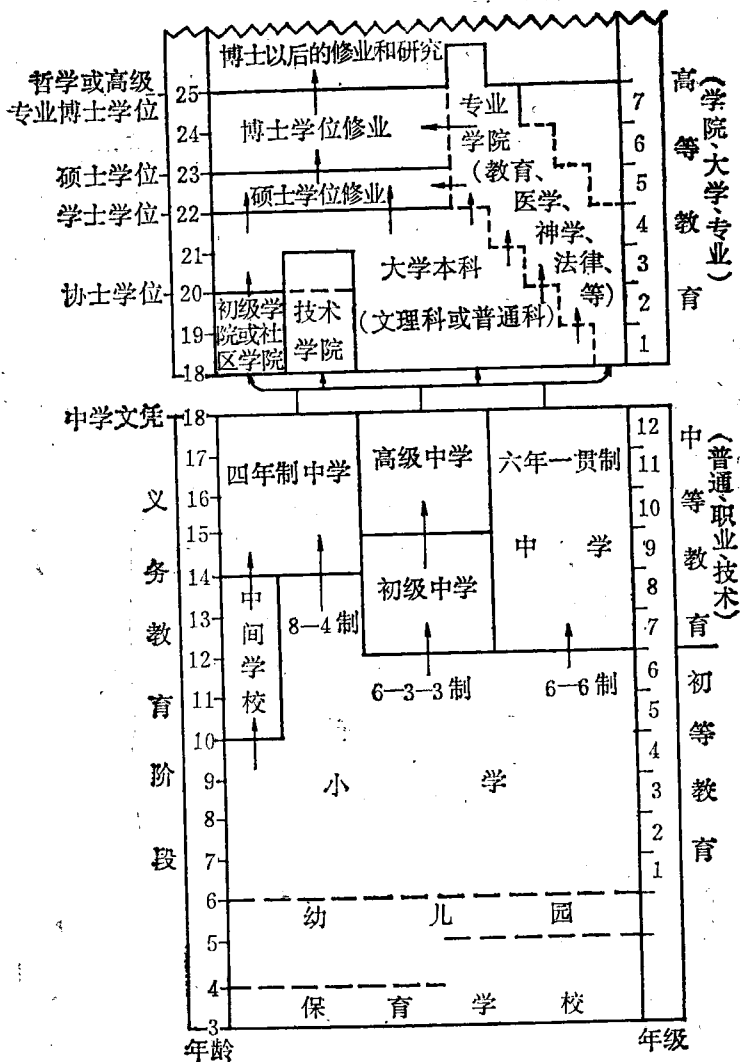 博士以后的修业和研究
哲学或高级
专业博士学位
25
24
23
22
21
20
19
18
博士学位修业
硕士学位
硕士学位修业
学士学位
协士学位
专业
学院
(教育、
医学、
神学、
法律、
等)
大学本科
(文理科或普通科)
初级学
院或社
区学院
技术
学院
7
6
5
4
3
2
1
高等教育
(学院、大学、专业)
中学文凭
18
17
16
15
14
13
12
11
10
9
8
7
6
5
4
3
年龄
义务教育阶段
四年制中学
高级中学
六年一贯制
中学
初级中学
中间学校
8—4制
6—3—3制
6—6制
小学
幼儿园
保育学校
12
11
10
9
8
7
6
5
4
3
2
1
年级
中等教育
(普通、职业、技术)
初等教育